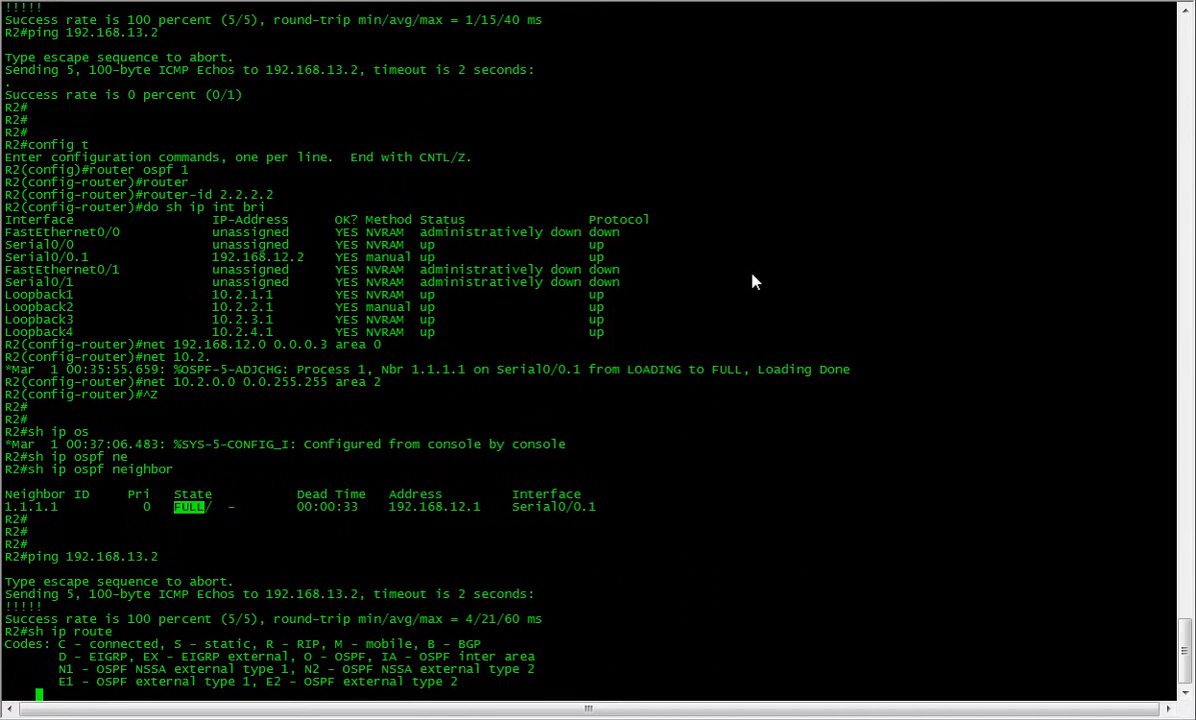 !!!!!
Success rate is 100 percent (5/5), round-trip min/avg/max = 1/15/40 ms
R2#ping 192.168.13.2

Type escape sequence to abort.
Sending 5, 100-byte ICMP Echos to 192.168.13.2, timeout is 2 seconds:
.
Success rate is 0 percent (0/1)
R2#
R2#
R2#
R2#config t
Enter configuration commands, one per line.  End with CNTL/Z.
R2(config)#router ospf 1
R2(config-router)#router
R2(config-router)#router-id 2.2.2.2
R2(config-router)#do sh ip int bri
Interface                  IP-Address      OK? Method Status                Protocol
FastEthernet0/0            unassigned      YES NVRAM  administratively down down
Serial0/0                  unassigned      YES NVRAM  up                    up
Serial0/0.1                192.168.12.2    YES manual up                    up
FastEthernet0/1            unassigned      YES NVRAM  administratively down down
Serial0/1                  unassigned      YES NVRAM  administratively down down
Loopback1                  10.2.1.1        YES NVRAM  up                    up
Loopback2                  10.2.2.1        YES manual up                    up
Loopback3                  10.2.3.1        YES NVRAM  up                    up
Loopback4                  10.2.4.1        YES NVRAM  up                    up
R2(config-router)#net 192.168.12.0 0.0.0.3 area 0
R2(config-router)#net 10.2.
*Mar  1 00:35:55.659: %OSPF-5-ADJCHG: Process 1, Nbr 1.1.1.1 on Serial0/0.1 from LOADING to FULL, Loading Done
R2(config-router)#net 10.2.0.0 0.0.255.255 area 2
R2(config-router)#^Z
R2#
R2#
R2#sh ip os
*Mar  1 00:37:06.483: %SYS-5-CONFIG_I: Configured from console by console
R2#sh ip ospf ne
R2#sh ip ospf neighbor

Neighbor ID     Pri   State           Dead Time   Address         Interface
1.1.1.1           0   FULL/  -        00:00:33    192.168.12.1    Serial0/0.1
R2#
R2#
R2#
R2#ping 192.168.13.2

Type escape sequence to abort.
Sending 5, 100-byte ICMP Echos to 192.168.13.2, timeout is 2 seconds:
!!!!!
Success rate is 100 percent (5/5), round-trip min/avg/max = 4/21/60 ms
R2#sh ip route
Codes: C - connected, S - static, R - RIP, M - mobile, B - BGP
       D - EIGRP, EX - EIGRP external, O - OSPF, IA - OSPF inter area
       N1 - OSPF NSSA external type 1, N2 - OSPF NSSA external type 2
       E1 - OSPF external type 1, E2 - OSPF external type 2